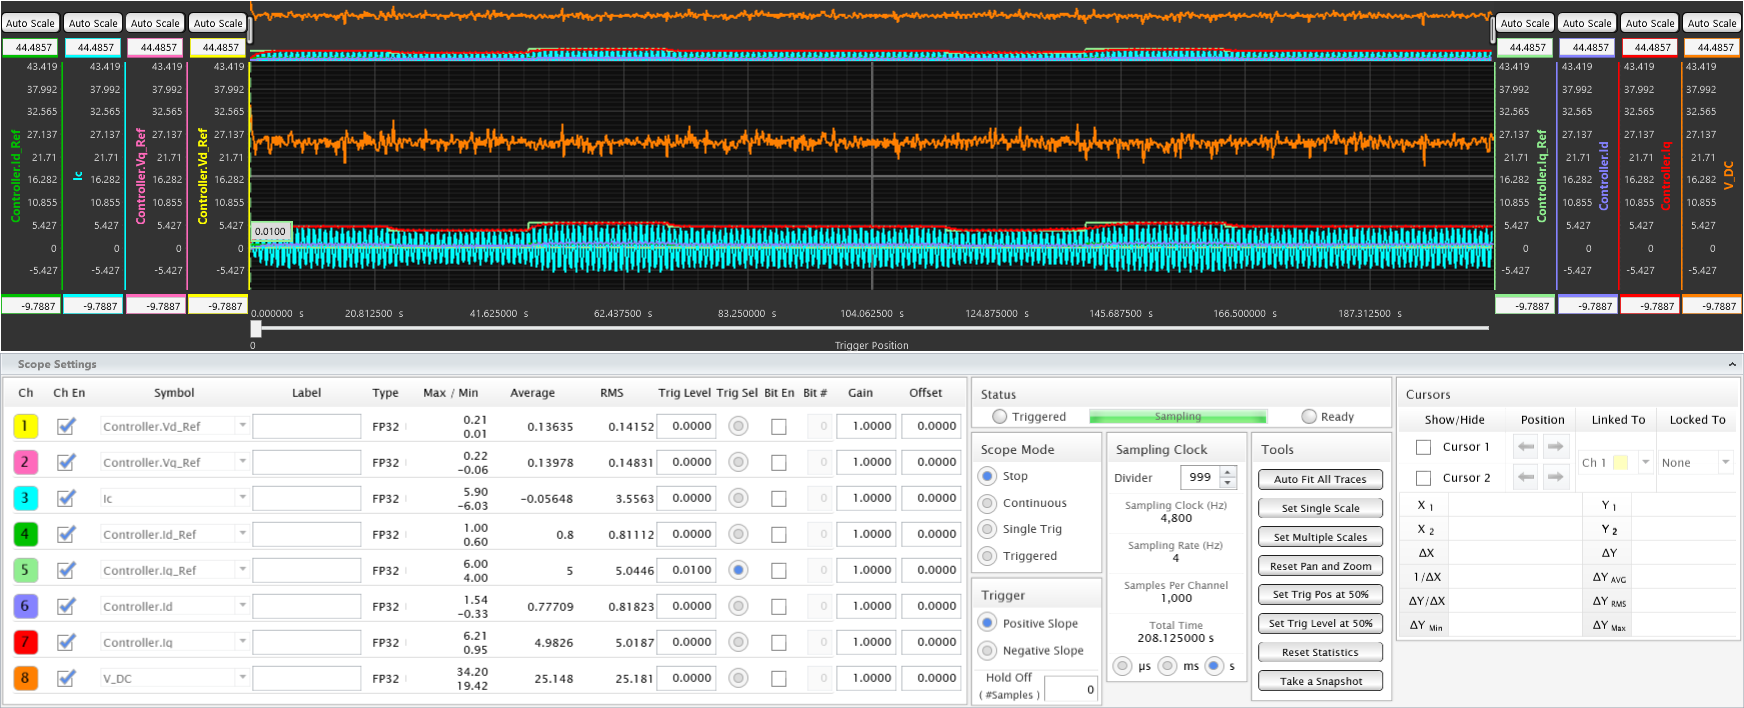 Auto Scale Auto Scale Auto Scale Auto Scale Auto Scale Auto Scale Auto Scale Auto Scale
44.4857 44.4857 44.4857 44.4857 44.4857 44.4857 44.4857 44.4857
43.419 43.419 43.419 43.419 43.419 43.419 43.419 43.419
37.992 37.992 37.992 37.992 37.992 37.992 37.992 37.992
32.565 32.565 32.565 32.565 32.565 32.565 32.565 32.565
27.137 27.137 27.137 27.137 27.137 27.137 27.137 27.137
21.71 21.71 21.71 21.71 21.71 21.71 21.71 21.71
16.282 16.282 16.282 16.282 16.282 16.282 16.282 16.282
10.855 10.855 10.855 10.855 10.855 10.855 10.855 10.855
5.427 5.427 5.427 5.427 5.427 5.427 5.427 5.427
0 0 0 0 0 0 0 0
-5.427 -5.427 -5.427 -5.427 -5.427 -5.427 -5.427 -5.427
-9.7887 -9.7887 -9.7887 -9.7887 -9.7887 -9.7887 -9.7887 -9.7887
Controller.Id_Ref
Ic
Controller.Vq_Ref
Controller.Vd_Ref
Controller.Iq_Ref
Controller.Id
Controller.Iq
V_DC
0.0100
0.000000 s 20.812500 s 41.625000 s 62.437500 s 83.250000 s 104.062500 s 124.875000 s 145.687500 s 166.500000 s 187.312500 s
0 Trigger Position
Scope Settings
Ch Ch En Symbol Label Type Max / Min Average RMS Trig Level Trig Sel Bit En Bit # Gain Offset
1 Controller.Vd_Ref FP32 0.21 0.01 0.13635 0.14152 0.0000 0 1.0000 0.0000
2 Controller.Vq_Ref FP32 0.22 -0.06 0.13978 0.14831 0.0000 0 1.0000 0.0000
3 Ic FP32 5.90 -6.03 -0.05648 3.5563 0.0000 0 1.0000 0.0000
4 Controller.Id_Ref FP32 1.00 0.60 0.8 0.81112 0.0000 0 1.0000 0.0000
5 Controller.Iq_Ref FP32 6.00 4.00 5 5.0446 0.0100 0 1.0000 0.0000
6 Controller.Id FP32 1.54 -0.33 0.77709 0.81823 0.0000 0 1.0000 0.0000
7 Controller.Iq FP32 6.21 0.95 4.9826 5.0187 0.0000 0 1.0000 0.0000
8 V_DC FP32 34.20 19.42 25.148 25.181 0.0000 0 1.0000 0.0000
Status
Triggered Sampling Ready
Scope Mode
Stop
Continuous
Single Trig
Triggered
Trigger
Positive Slope
Negative Slope
Hold Off
( #Samples ) 0
Sampling Clock
Divider 999
Sampling Clock (Hz)
4,800
Sampling Rate (Hz)
4
Samples Per Channel
1,000
Total Time
208.125000 s
µs ms s
Tools
Auto Fit All Traces
Set Single Scale
Set Multiple Scales
Reset Pan and Zoom
Set Trig Pos at 50%
Set Trig Level at 50%
Reset Statistics
Take a Snapshot
Cursors
Show/Hide Position Linked To Locked To
Cursor 1
Ch 1 None
Cursor 2
X 1 Y 1
X 2 Y 2
ΔX ΔY
1/ΔX ΔY AVG
ΔY/ΔX ΔY RMS
ΔY Min ΔY Max